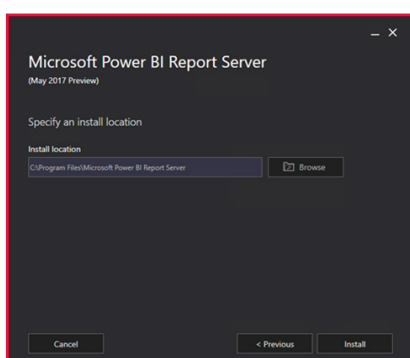 Microsoft Power BI Report Server
(May 2017 Preview)
Specify an install location
Install location
C:\Program Files\Microsoft Power BI Report Server
Browse
Cancel
< Previous
Install